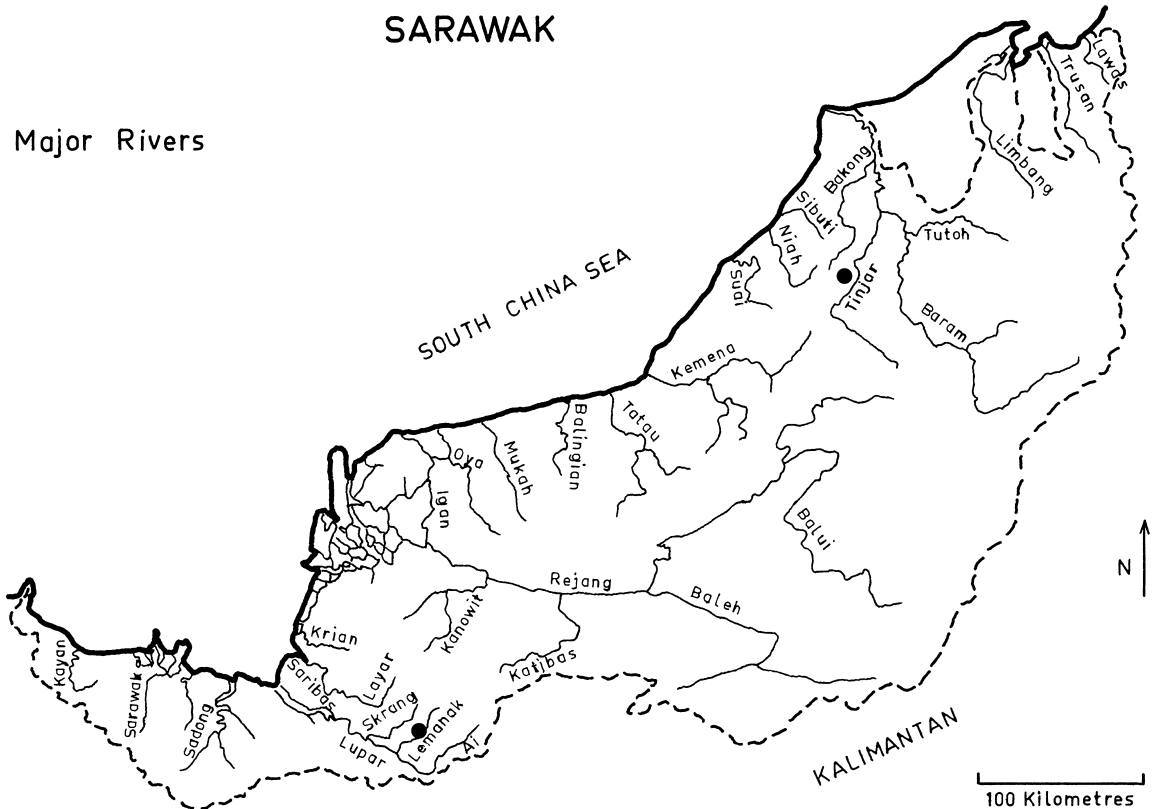 SARAWAK
Major Rivers
SOUTH CHINA SEA
Lawas
Trusan
Limbang
Bakong
Sibuti
Niah
Tutoh
Suai
Tinjar
Baram
Kemena
Tatau
Balingian
Mukah
Oya
Igan
Balui
N
Rejang
Baleh
Kanowit
Katibas
Krian
Kayan
Sarawak
Sadong
Saribas
Layar
Skrang
Lemanak
Ai
Lupar
KALIMANTAN
100 Kilometres